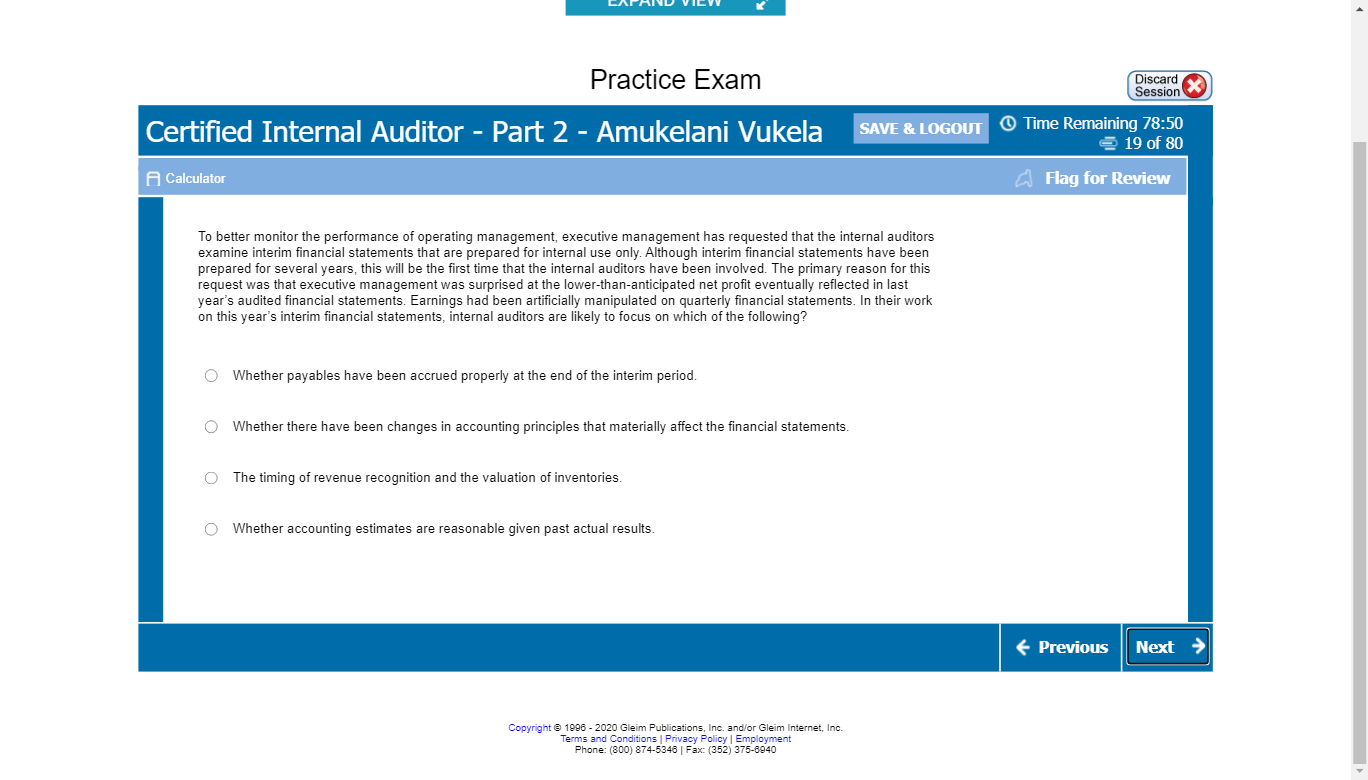 EXPAND VIEW
Practice Exam
Discard
Session
Certified Internal Auditor - Part 2 - Amukelani Vukela
SAVE & LOGOUT
Time Remaining 78:50
19 of 80
Calculator
Flag for Review
To better monitor the performance of operating management, executive management has requested that the internal auditors
examine interim financial statements that are prepared for internal use only. Although interim financial statements have been
prepared for several years, this will be the first time that the internal auditors have been involved. The primary reason for this
request was that executive management was surprised at the lower-than-anticipated net profit eventually reflected in last
year's audited financial statements. Earnings had been artificially manipulated on quarterly financial statements. In their work
on this year's interim financial statements, internal auditors are likely to focus on which of the following?
Whether payables have been accrued properly at the end of the interim period.
Whether there have been changes in accounting principles that materially affect the financial statements.
The timing of revenue recognition and the valuation of inventories.
Whether accounting estimates are reasonable given past actual results.
Previous
Next
Copyright © 1996 - 2020 Gleim Publications, Inc. and/or Gleim Internet, Inc.
Terms and Conditions | Privacy Policy | Employment
Phone: (800) 874-5346 | Fax: (352) 375-6940